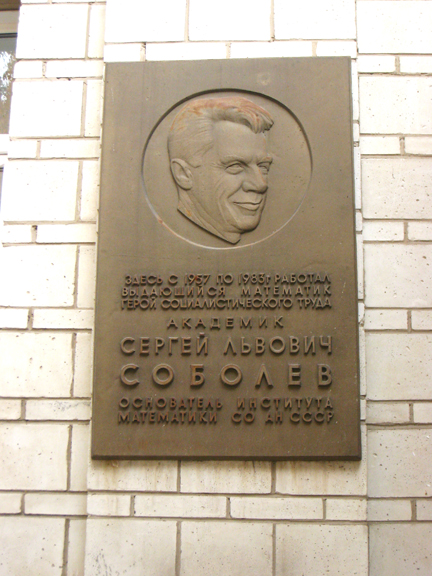 ЗДЕСЬ С 1957 ПО 1983г РАБОТАЛ
ВЫДАЮЩИЙСЯ МАТЕМАТИК
ГЕРОЙ СОЦИАЛИСТИЧЕСКОГО ТРУДА
АКАДЕМИК
СЕРГЕЙ ЛЬВОВИЧ
СОБОЛЕВ
ОСНОВАТЕЛЬ ИНСТИТУТА
МАТЕМАТИКИ СО АН СССР